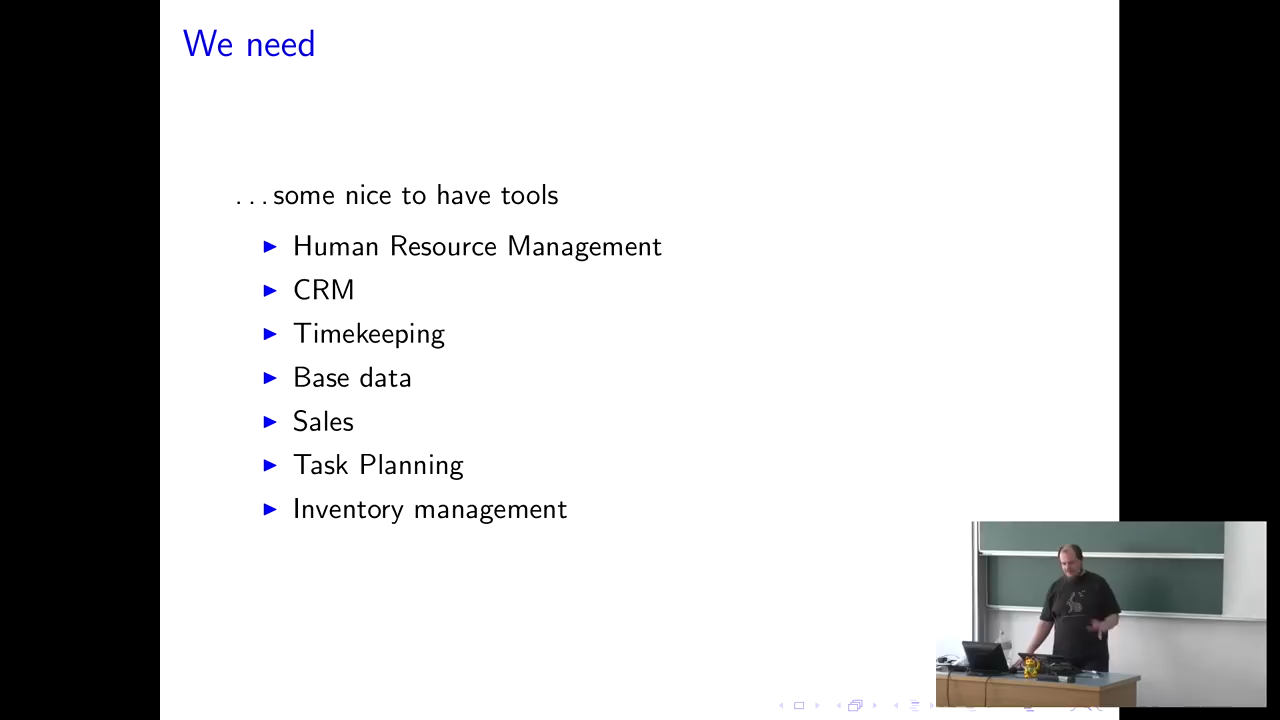 We need
...some nice to have tools
Human Resource Management
CRM
Timekeeping
Base data
Sales
Task Planning
Inventory management